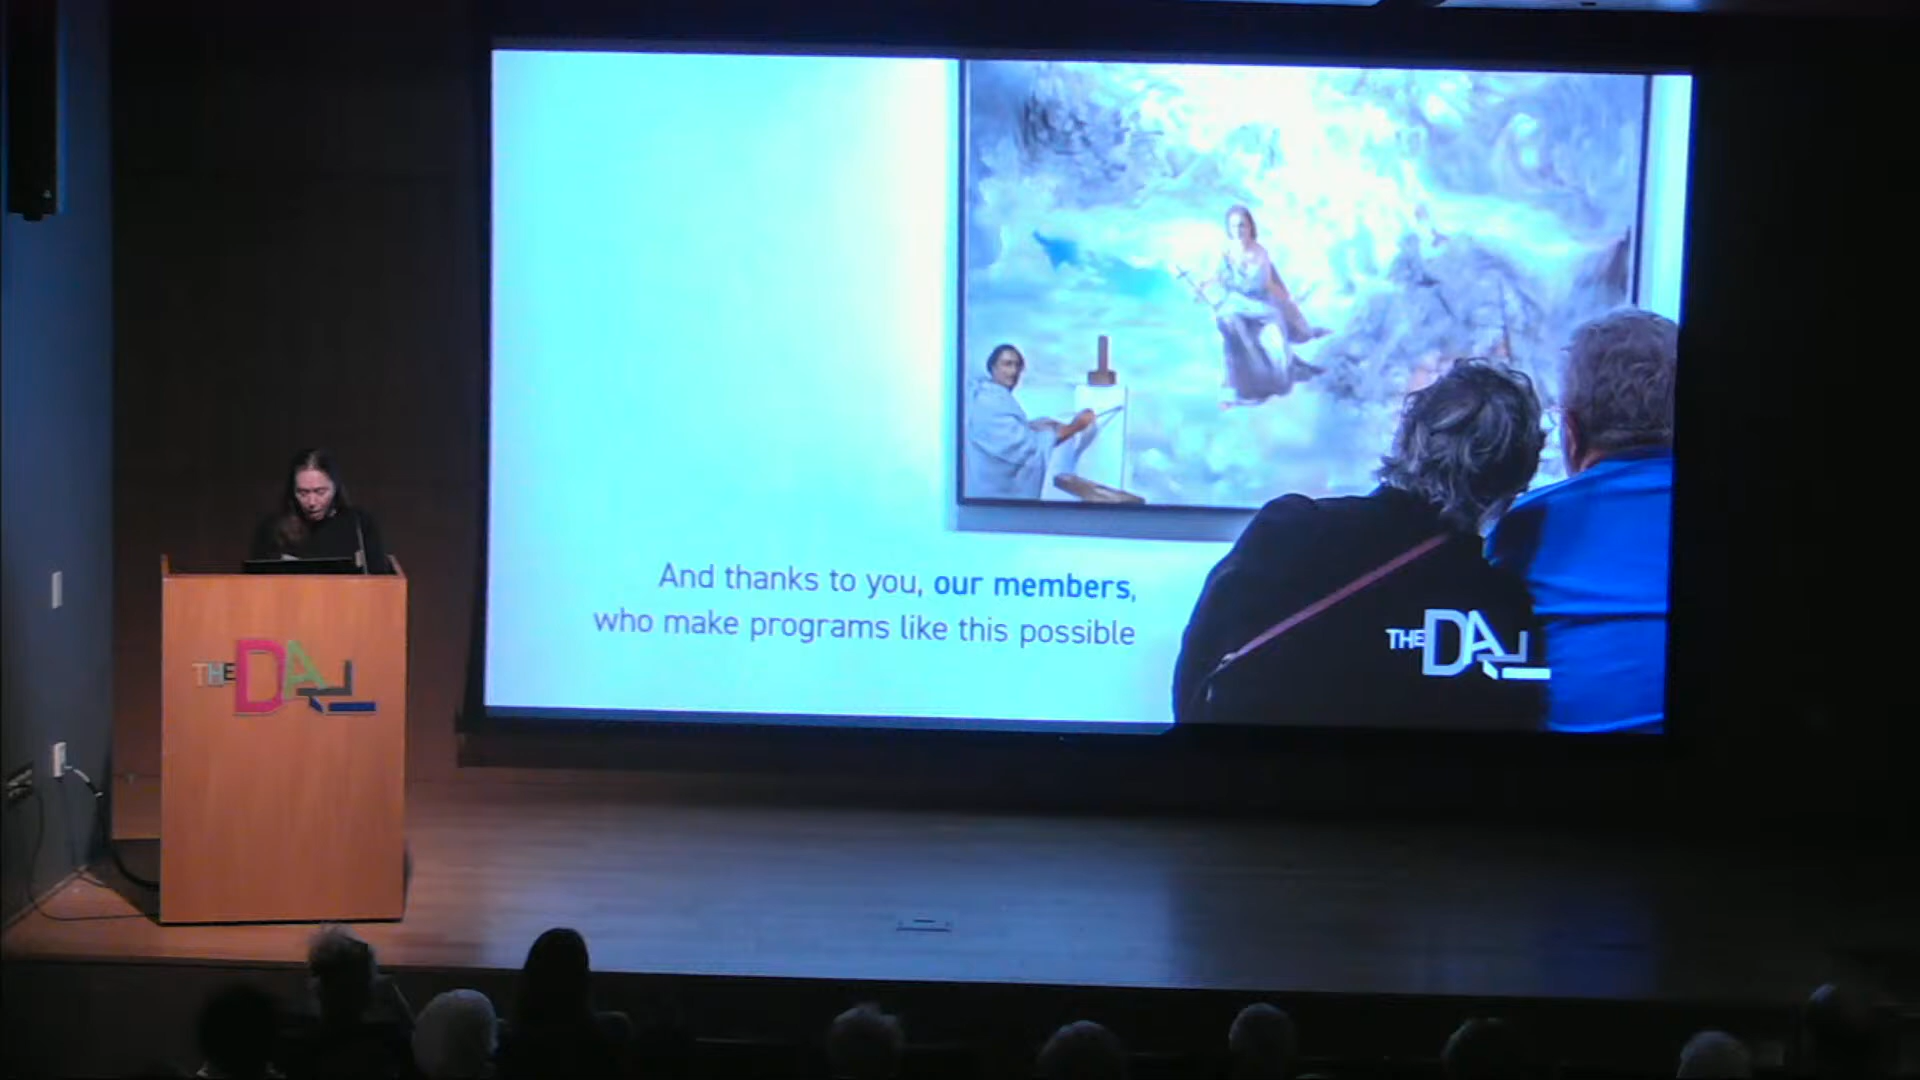 And thanks to you, our members,
who make programs like this possible
THE DALI
THE DALI